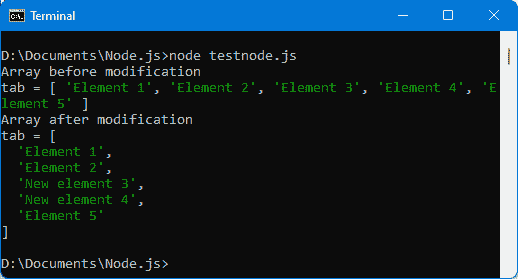 Terminal
D:\Documents\Node.js>node testnode.js
Array before modification
tab = [ 'Element 1', 'Element 2', 'Element 3', 'Element 4', 'E
lement 5' ]
Array after modification
tab = [
  'Element 1',
  'Element 2',
  'New element 3',
  'New element 4',
  'Element 5'
]
D:\Documents\Node.js>